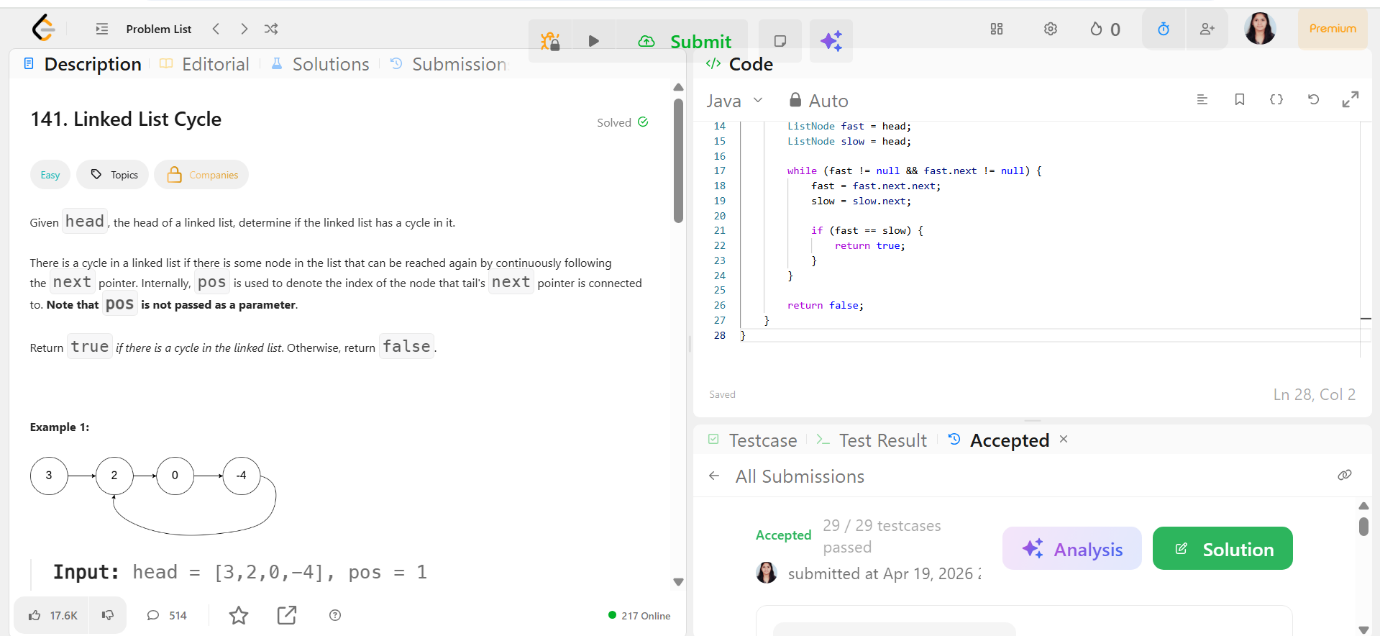 Problem List
Submit
0
Premium
Description
Editorial
Solutions
Submission
141. Linked List Cycle
Solved
Easy
Topics
Companies
Given head, the head of a linked list, determine if the linked list has a cycle in it.
There is a cycle in a linked list if there is some node in the list that can be reached again by continuously following
the next pointer. Internally, pos is used to denote the index of the node that tail's next pointer is connected
to. Note that pos is not passed as a parameter.
Return true if there is a cycle in the linked list. Otherwise, return false.
Example 1:
3 2 0 -4
Input: head = [3,2,0,-4], pos = 1
17.6K
514
217 Online
</> Code
Java
Auto
14 ListNode fast = head;
15 ListNode slow = head;
16
17 while (fast != null && fast.next != null) {
18 fast = fast.next.next;
19 slow = slow.next;
20
21 if (fast == slow) {
22 return true;
23 }
24 }
25
26 return false;
27 }
28 }
Saved
Ln 28, Col 2
Testcase
Test Result
Accepted
All Submissions
Accepted
29 / 29 testcases
passed
submitted at Apr 19, 2026
Analysis
Solution